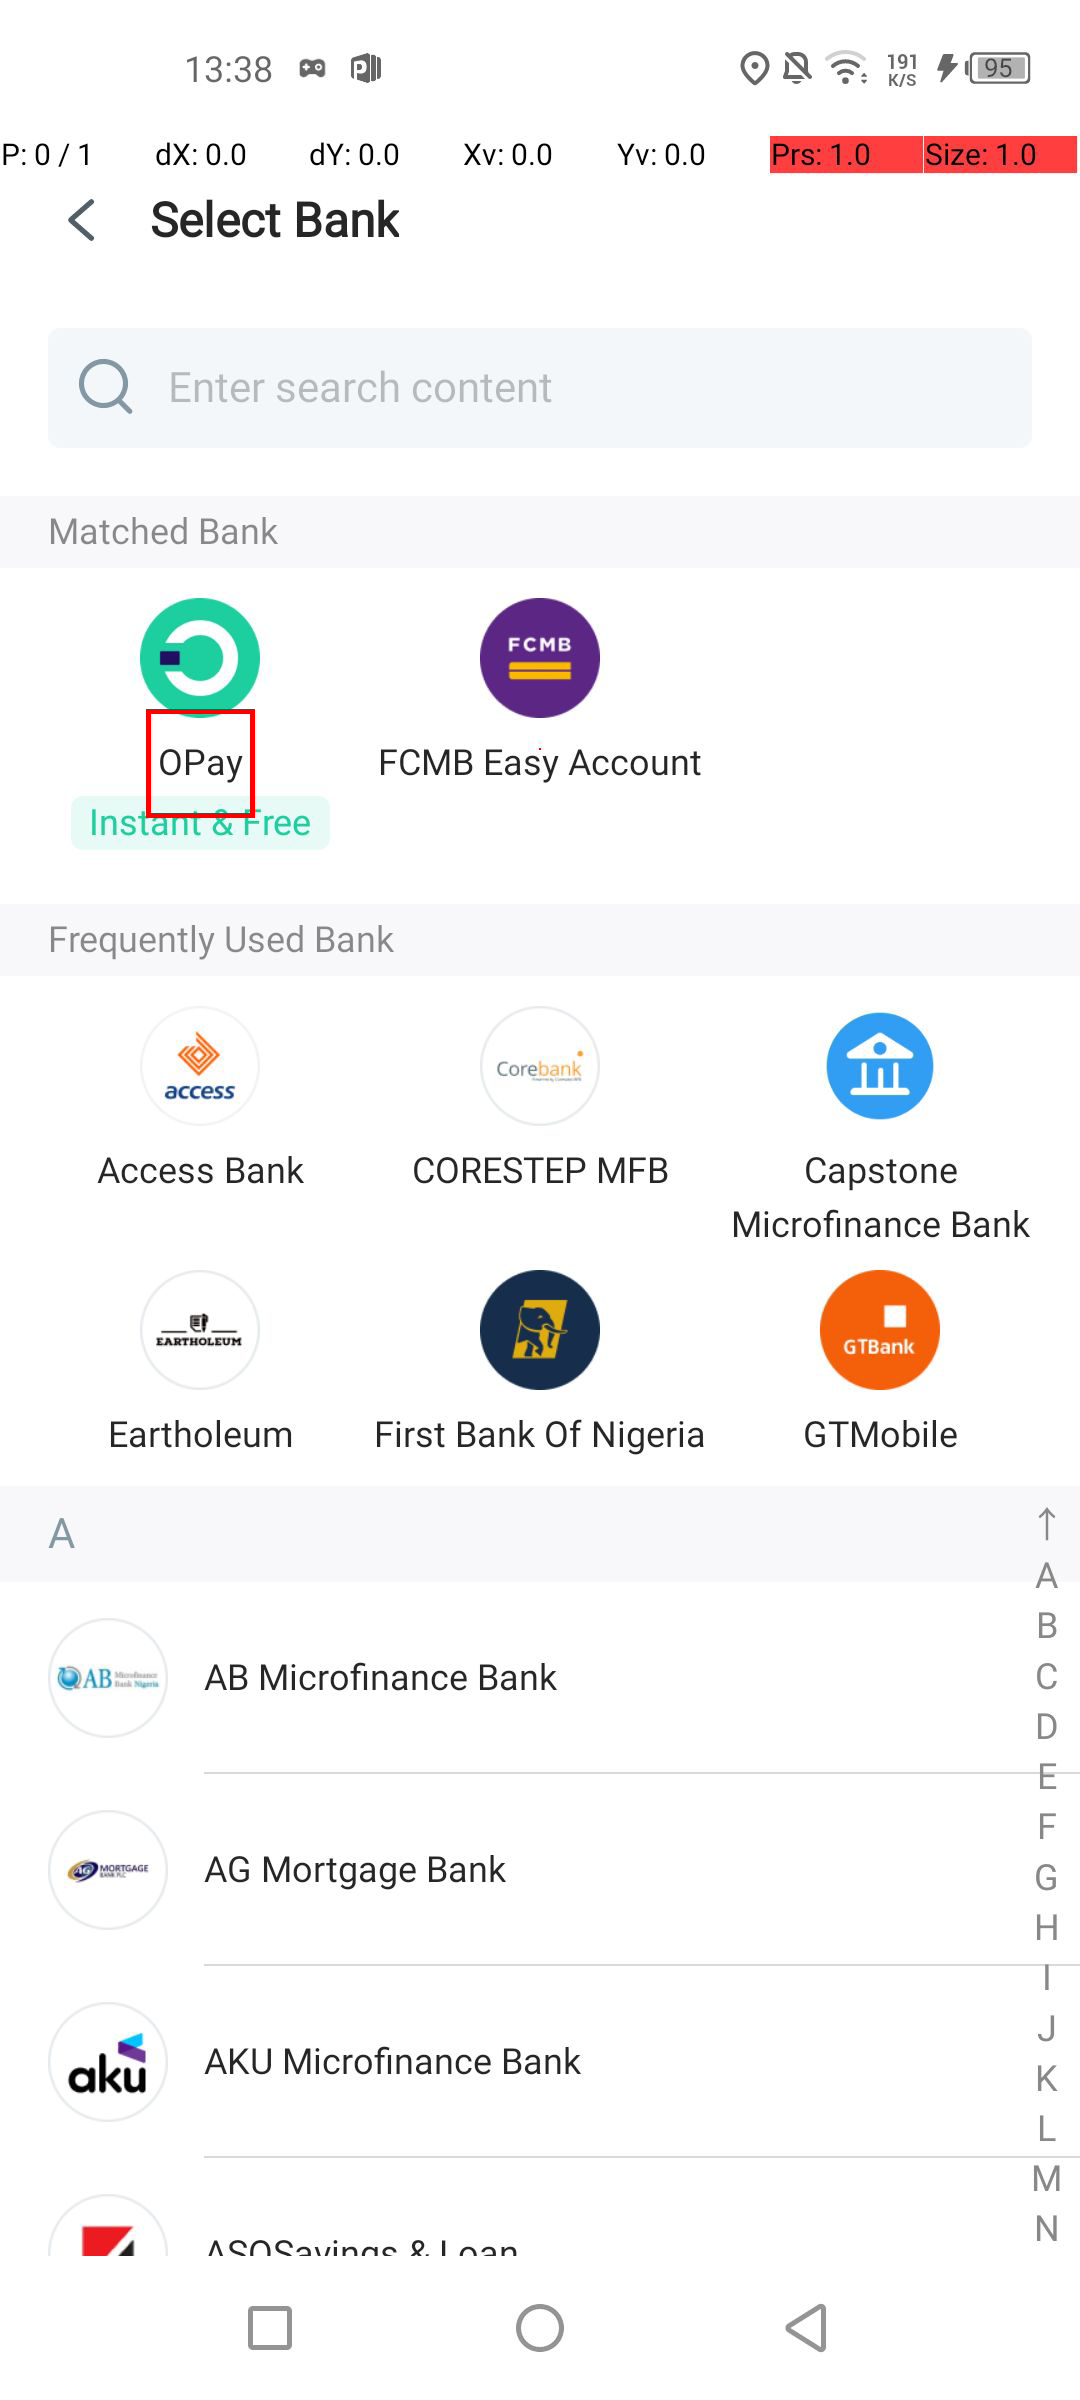 13:38 191 K/S 95
P: 0 / 1 dX: 0.0 dY: 0.0 Xv: 0.0 Yv: 0.0 Prs: 1.0 Size: 1.0
Select Bank
Enter search content
Matched Bank
FCMB
OPay FCMB Easy Account
Instant & Free
Frequently Used Bank
access Corebank
Access Bank CORESTEP MFB Capstone
Microfinance Bank
EARTHOLEUM GTBank
Eartholeum First Bank Of Nigeria GTMobile
A
↑
A
B
C
D
E
F
G
H
I
J
K
L
M
N
AB Microfinance Bank Nigeria
AB Microfinance Bank
AG MORTGAGE BANK PLC
AG Mortgage Bank
aku
AKU Microfinance Bank
ASOSavings & Loan